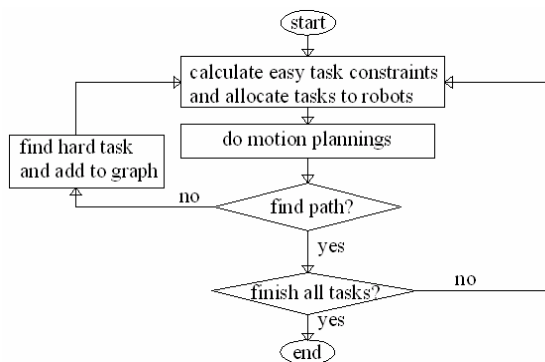 start
calculate easy task constraints
and allocate tasks to robots
do motion plannings
find hard task
and add to graph
no
find path?
yes
finish all tasks?
no
yes
end